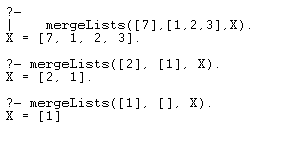 ?-
|    mergeLists([7],[1,2,3],X).
X = [7, 1, 2, 3].
?- mergeLists([2], [1], X).
X = [2, 1].
?- mergeLists([1], [], X).
X = [1]